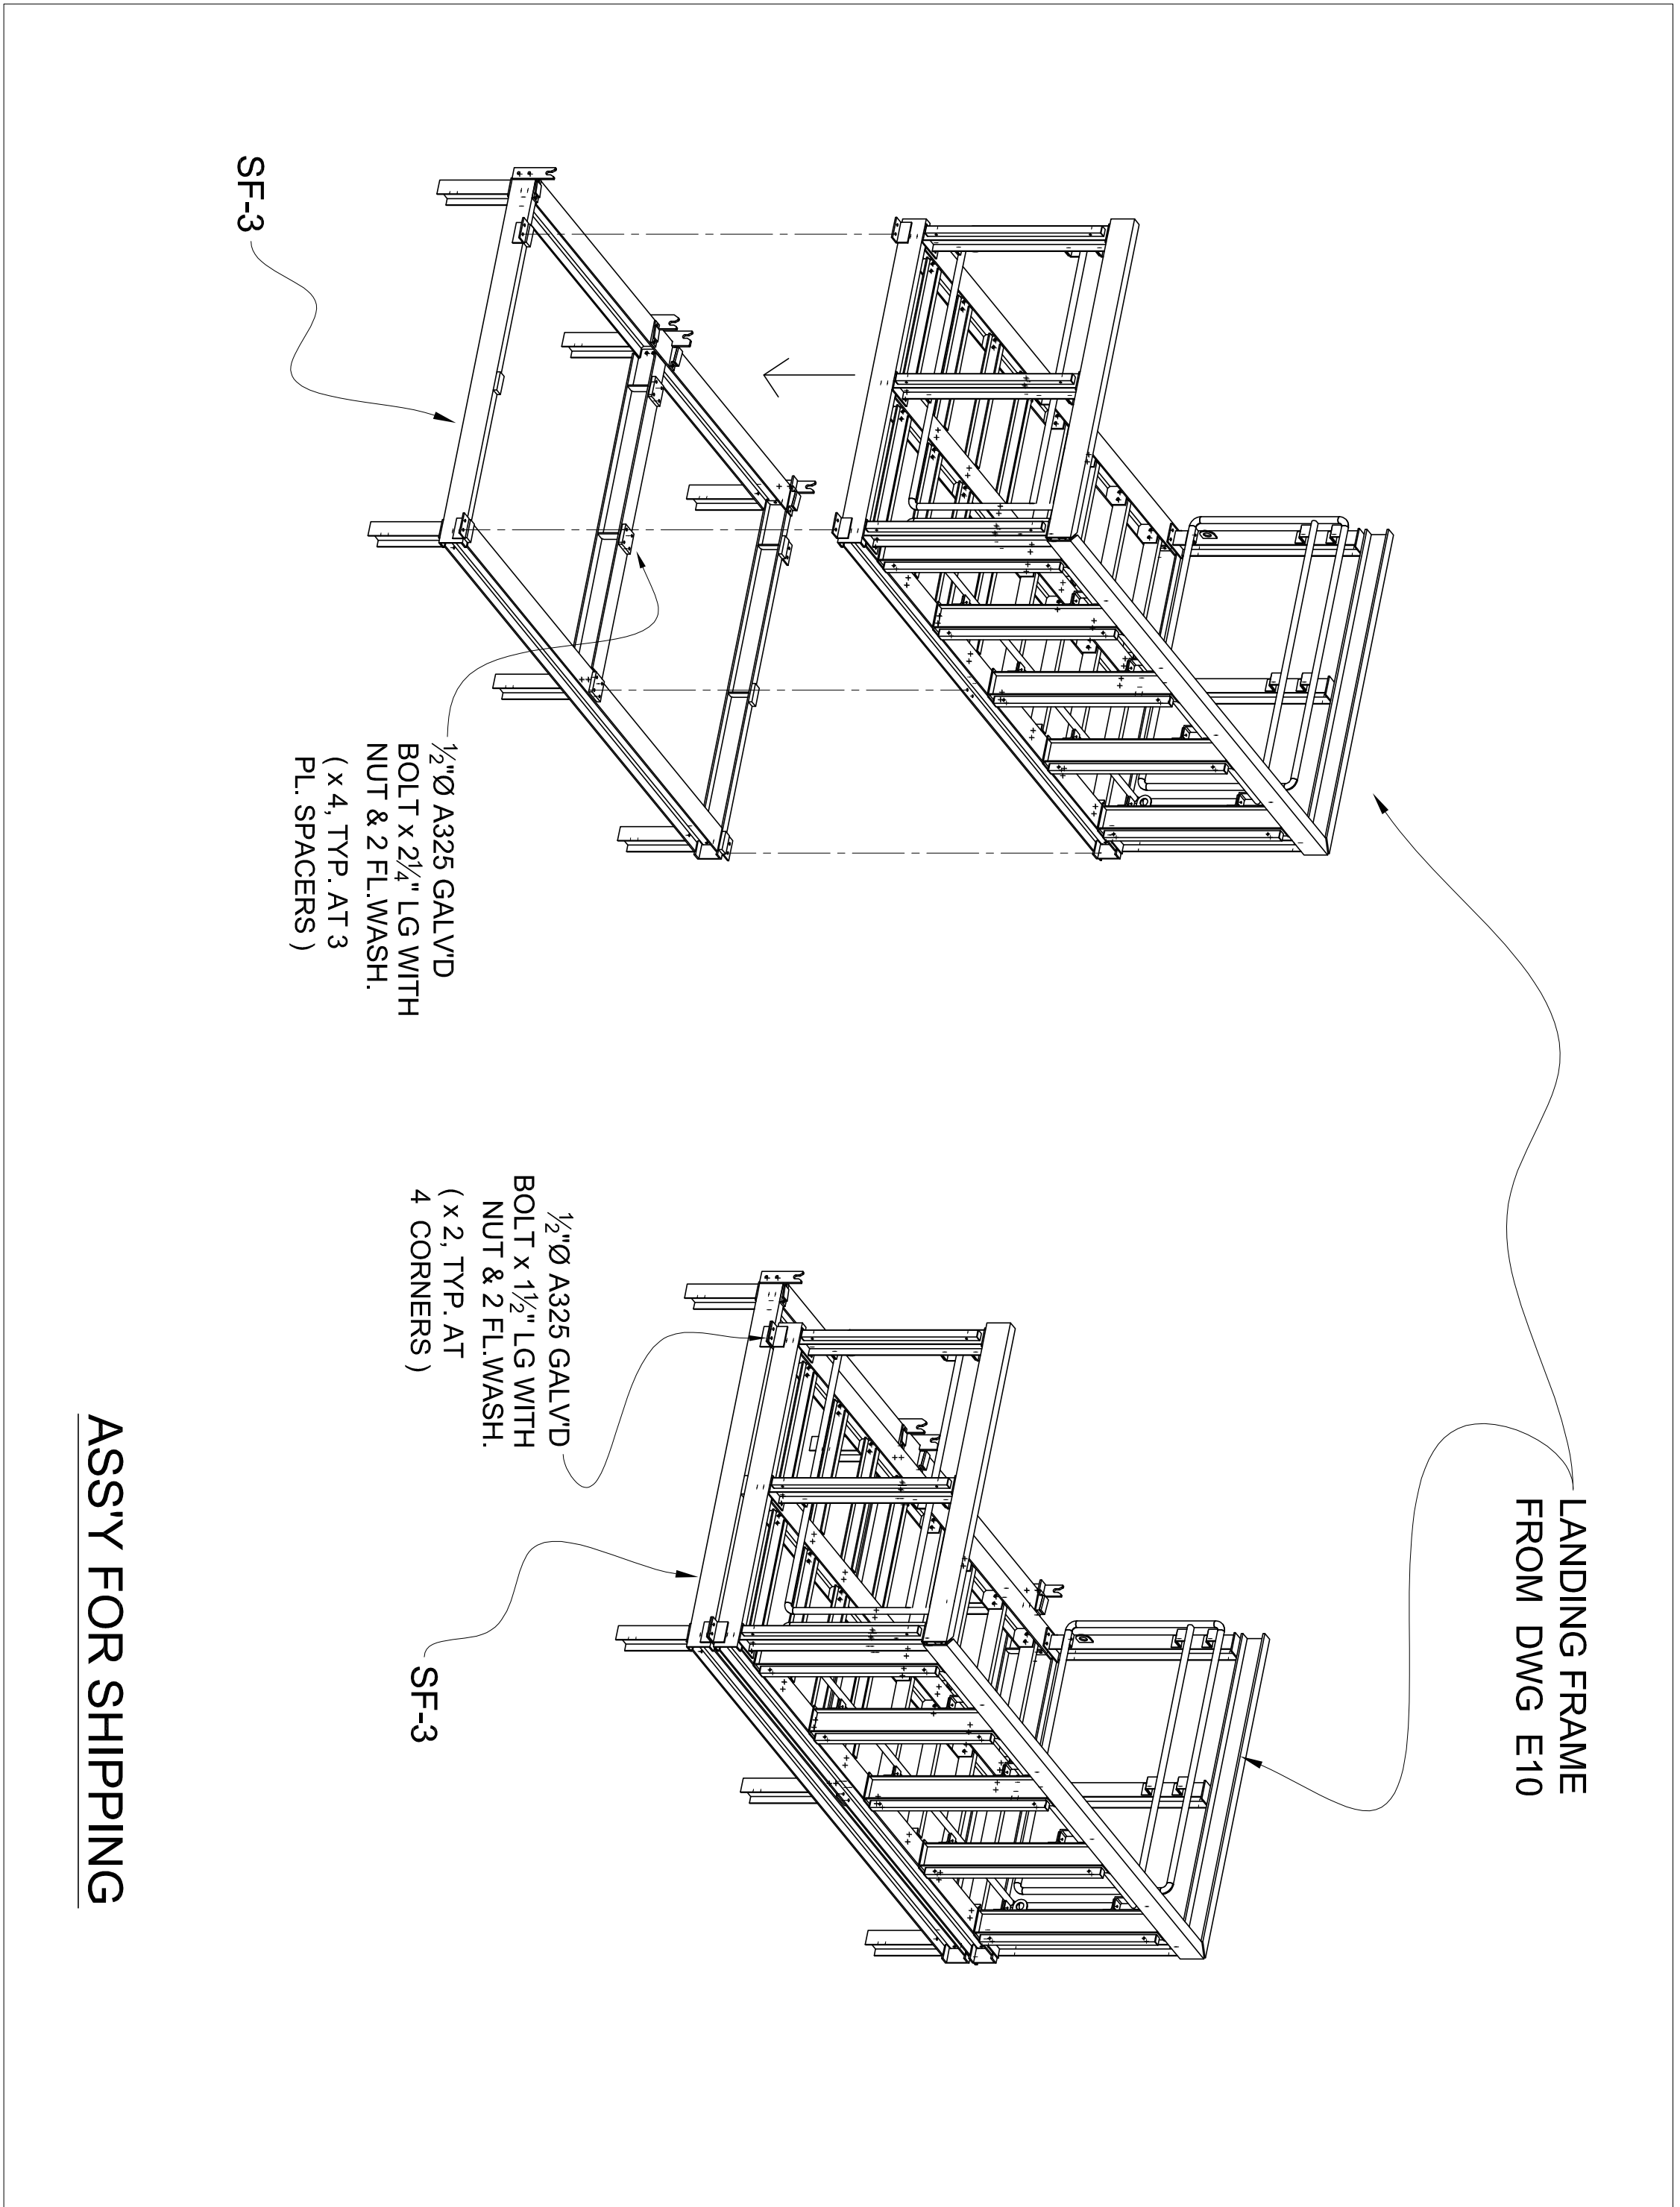 LANDING FRAME
FROM DWG E10
SF-3
½"Ø A325 GALV'D
BOLT x 2¼" LG WITH
NUT & 2 FL.WASH.
( x 4, TYP. AT 3
PL. SPACERS )
½"Ø A325 GALV'D
BOLT x 1½" LG WITH
NUT & 2 FL.WASH.
( x 2, TYP. AT
4 CORNERS )
SF-3
ASS'Y FOR SHIPPING